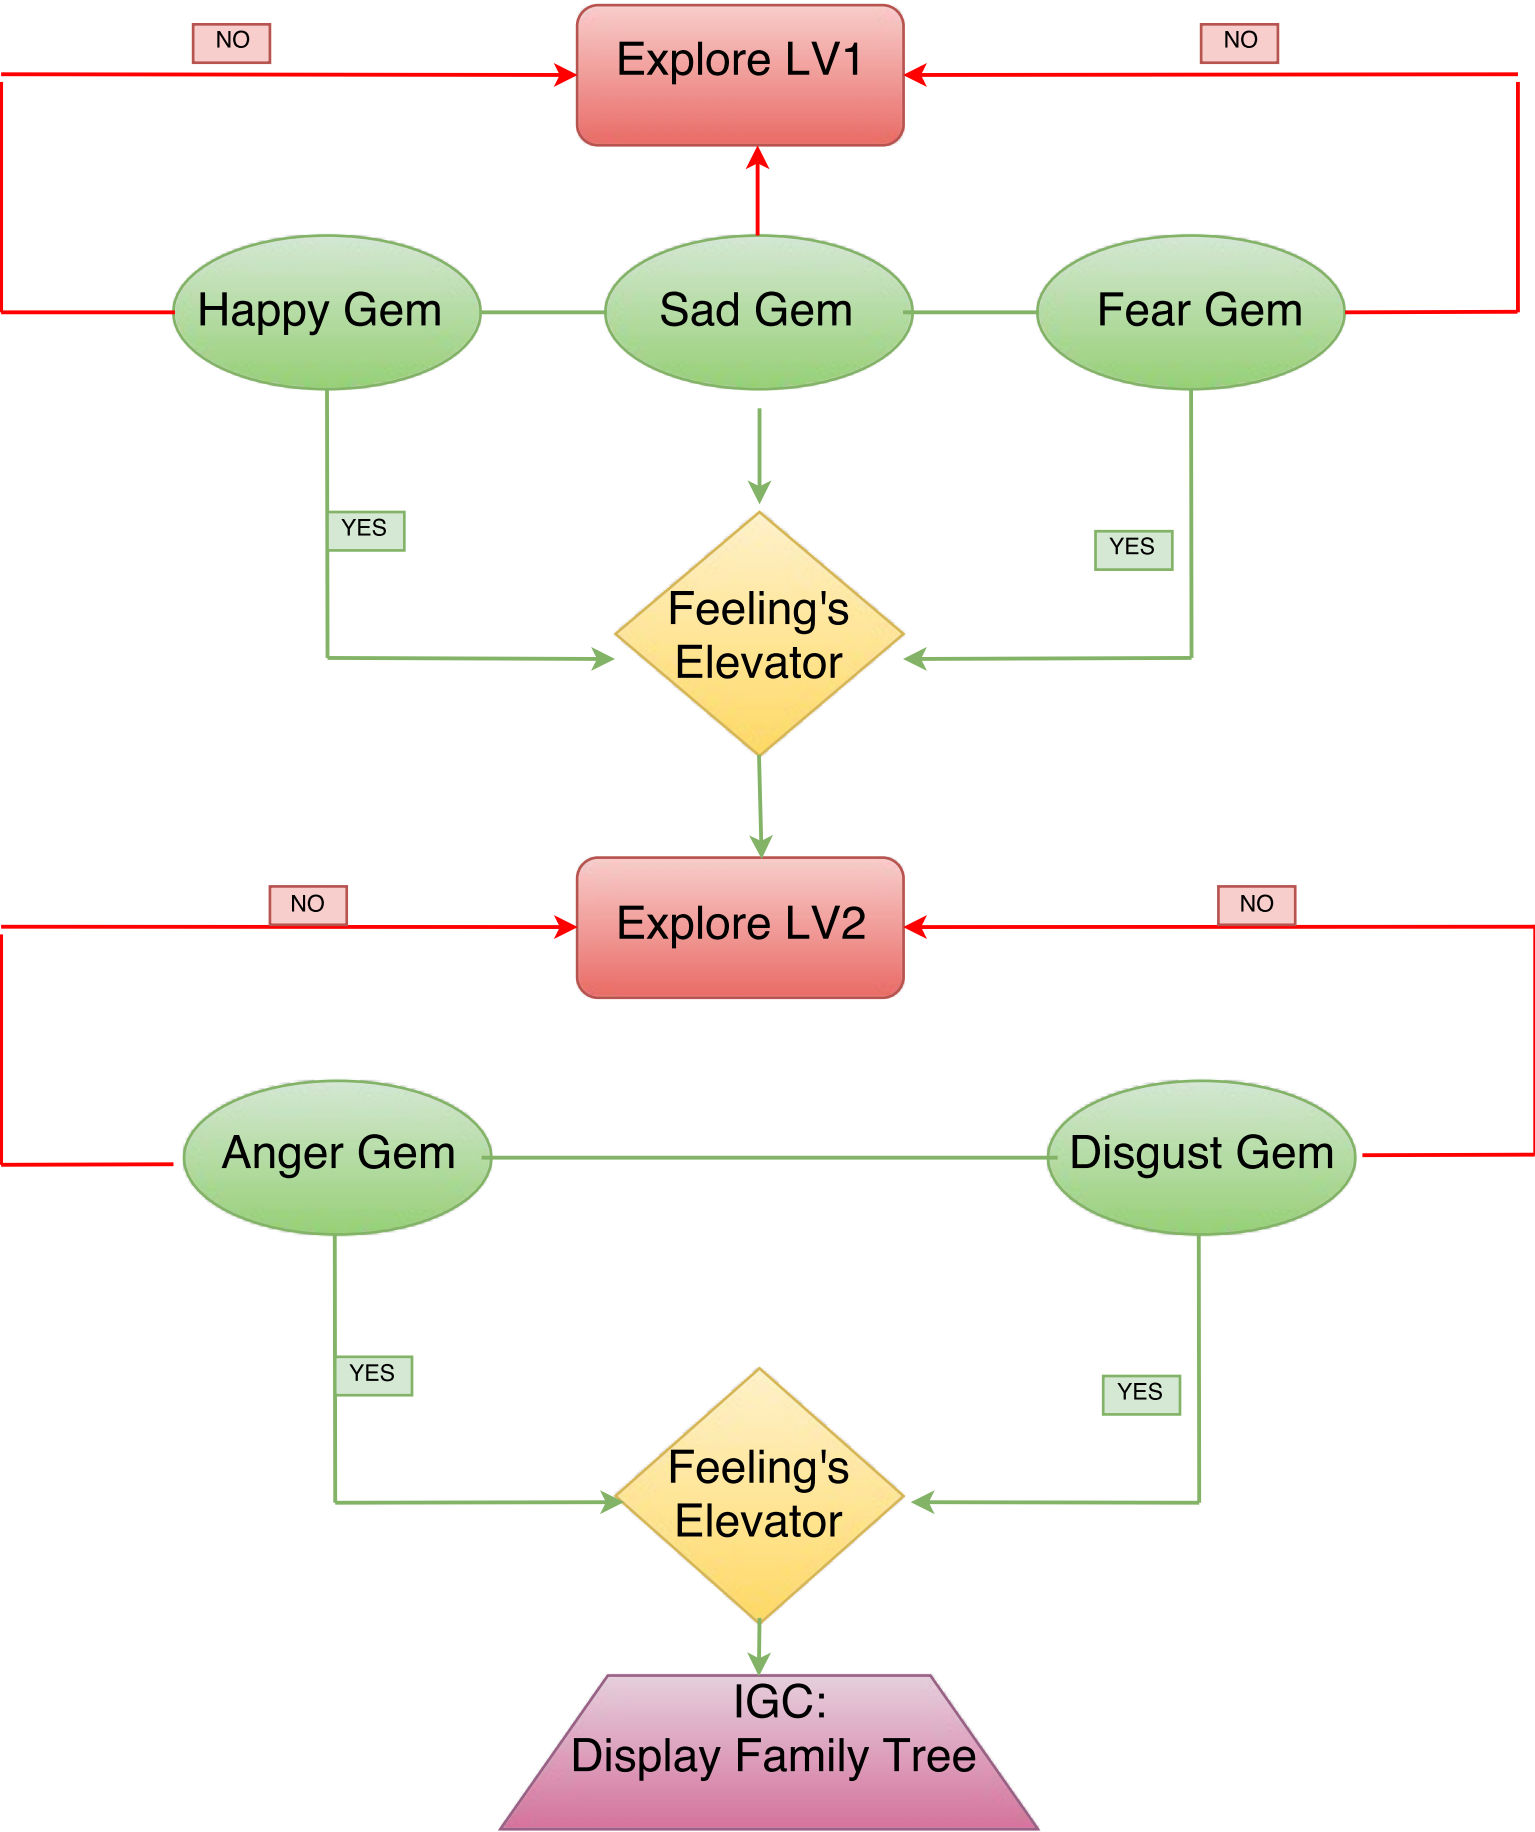 NO
Explore LV1
NO
Happy Gem
Sad Gem
Fear Gem
YES
YES
Feeling's
Elevator
NO
Explore LV2
NO
Anger Gem
Disgust Gem
YES
YES
Feeling's
Elevator
IGC:
Display Family Tree